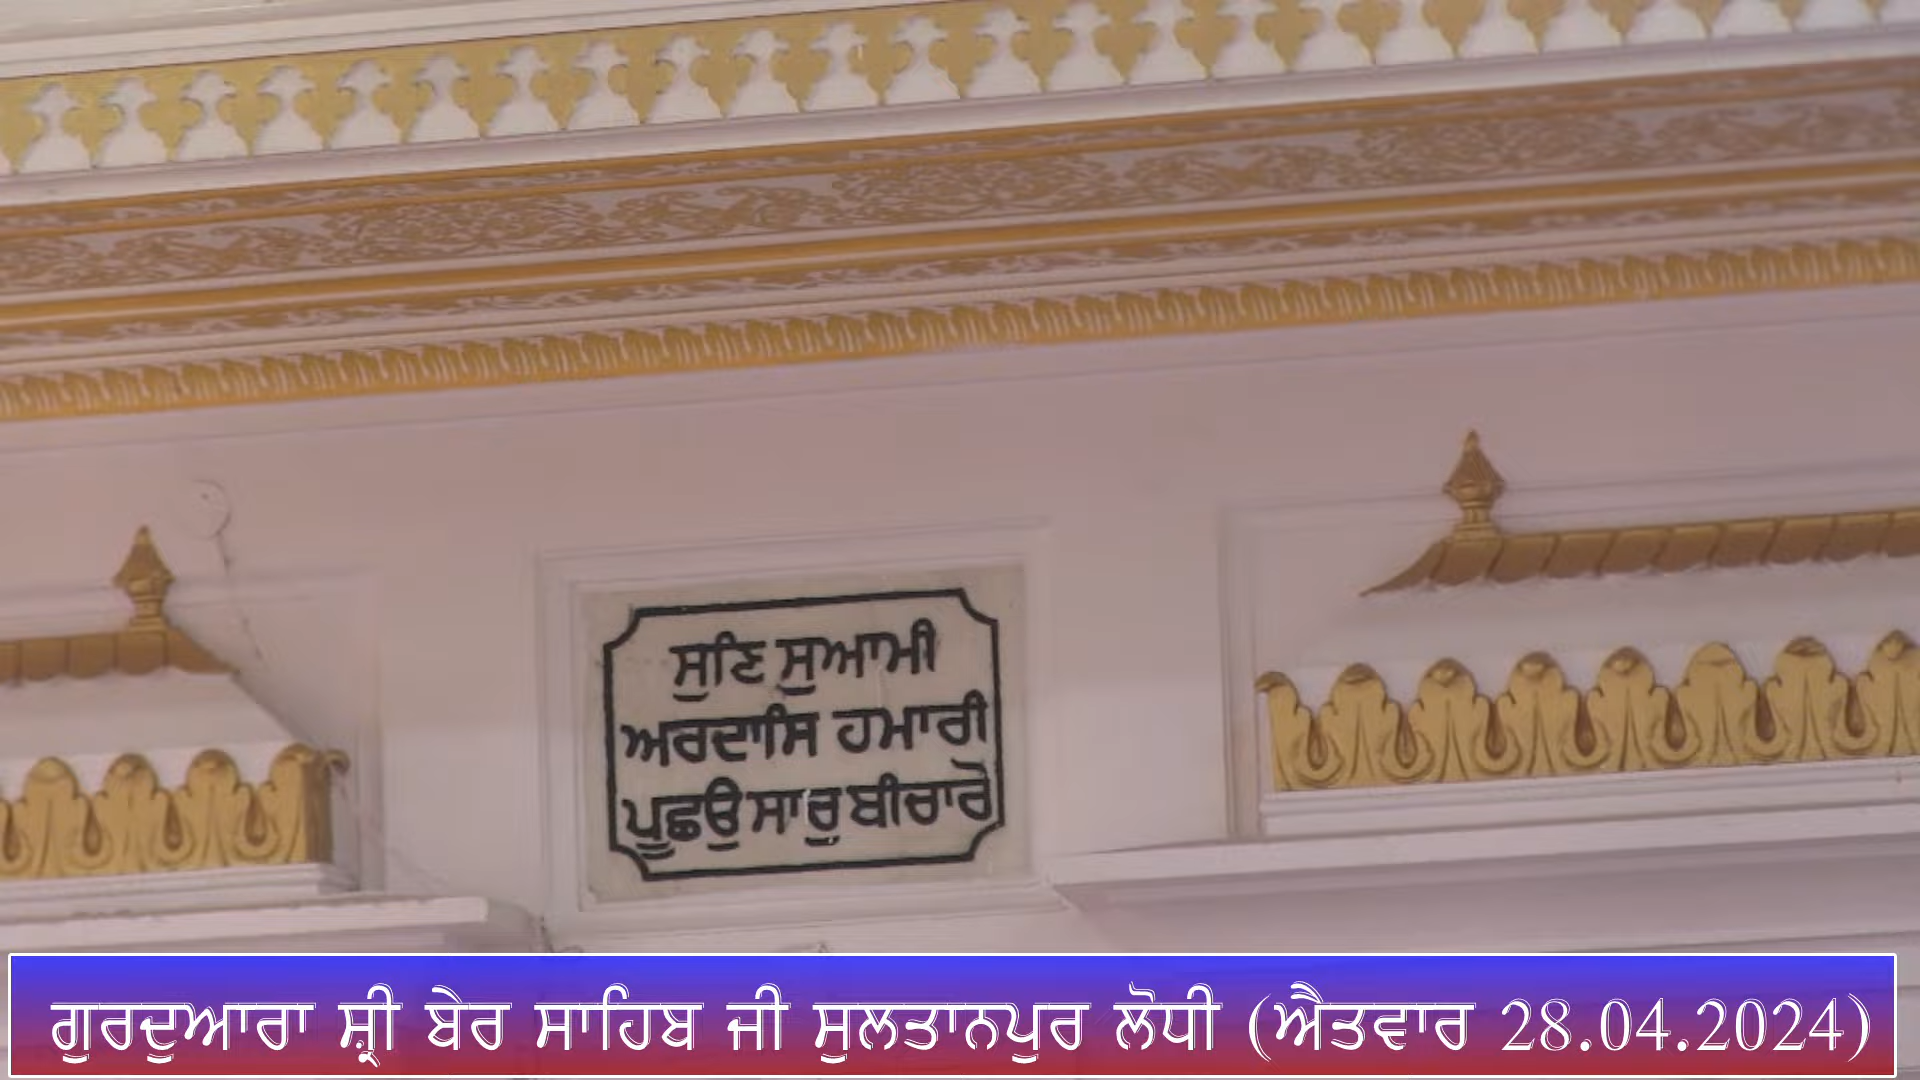 ਸੁਣਿ ਸੁਆਮੀ
ਅਰਦਾਸਿ ਹਮਾਰੀ
ਪੂਛਉ ਸਾਚੁ ਬੀਚਾਰੋ
ਗੁਰਦੁਆਰਾ ਸ਼੍ਰੀ ਬੇਰ ਸਾਹਿਬ ਜੀ ਸੁਲਤਾਨਪੁਰ ਲੋਧੀ (ਐਤਵਾਰ 28.04.2024)